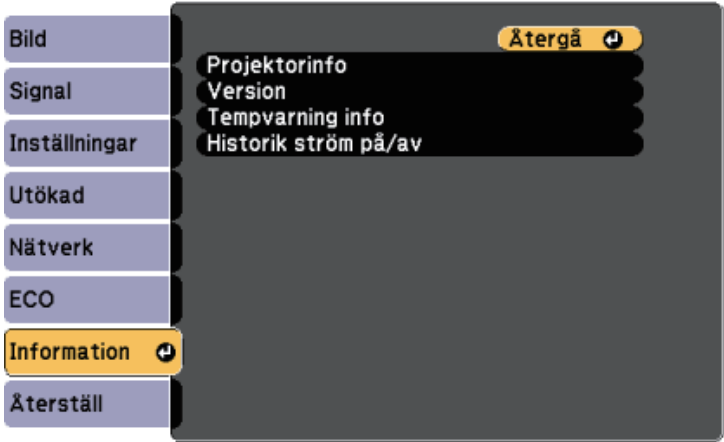 Bild
Signal
Inställningar
Utökad
Nätverk
ECO
Information
Återställ
Återgå
Projektorinfo
Version
Tempvarning info
Historik ström på/av